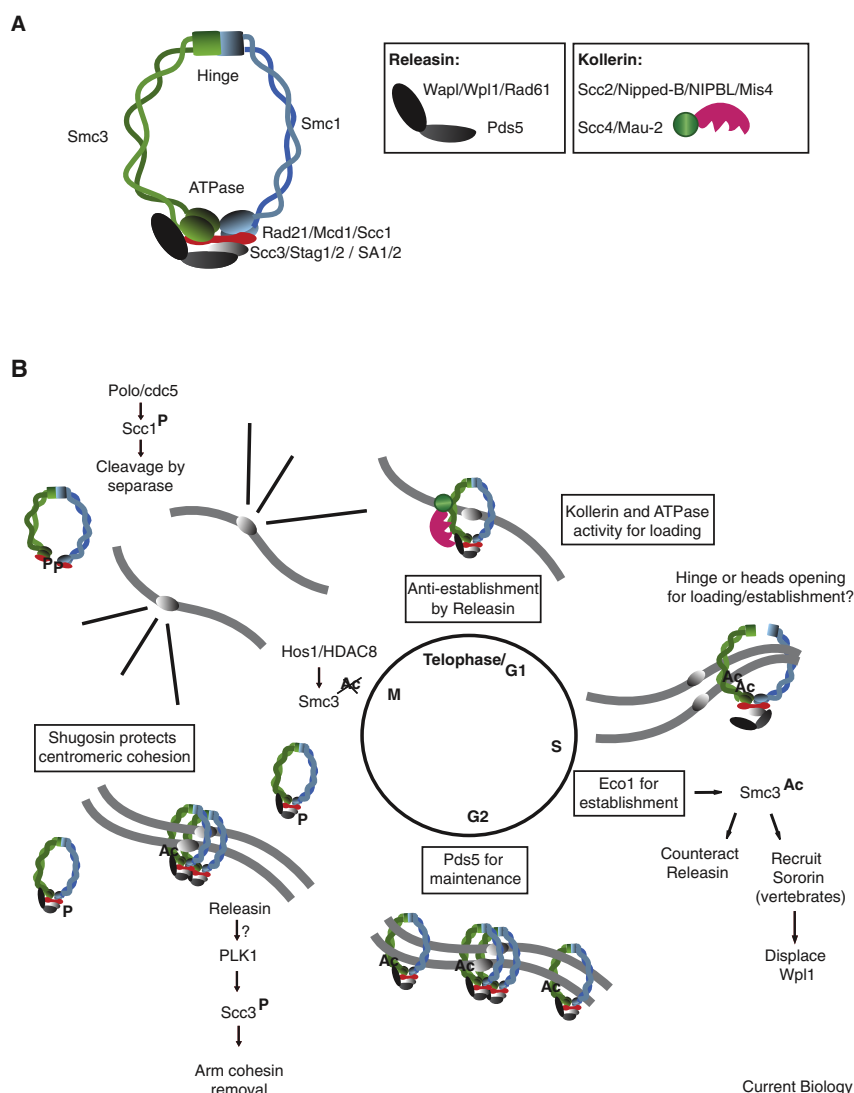 A
Hinge
Smc3
Smc1
ATPase
Rad21/Mcd1/Scc1
Scc3/Stag1/2 / SA1/2
Releasin:
Wapl/Wpl1/Rad61
Pds5
Kollerin:
Scc2/Nipped-B/NIPBL/Mis4
Scc4/Mau-2
B
Polo/cdc5
Scc1P
Cleavage by
separase
PP
Kollerin and ATPase
activity for loading
Anti-establishment
by Releasin
Hinge or heads opening
for loading/establishment?
Ac
Ac
Hos1/HDAC8
Smc3 Ac
Telophase/
G1
M
S
G2
Shugosin protects
centromeric cohesion
P
Ac
P
Eco1 for
establishment
Smc3Ac
Counteract
Releasin
Recruit
Sororin
(vertebrates)
Displace
Wpl1
Pds5 for
maintenance
Ac
Ac
Ac
Releasin
?
PLK1
Scc3P
Arm cohesin
removal
Current Biology